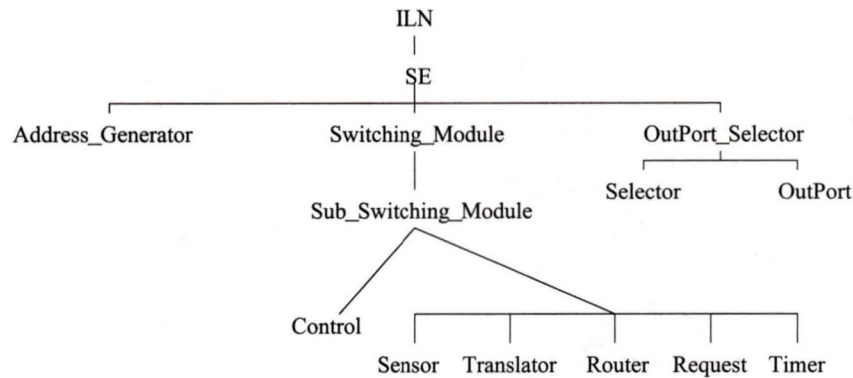 ILN
SE
Address_Generator Switching_Module OutPort_Selector
Selector OutPort
Sub_Switching_Module
Control
Sensor Translator Router Request Timer